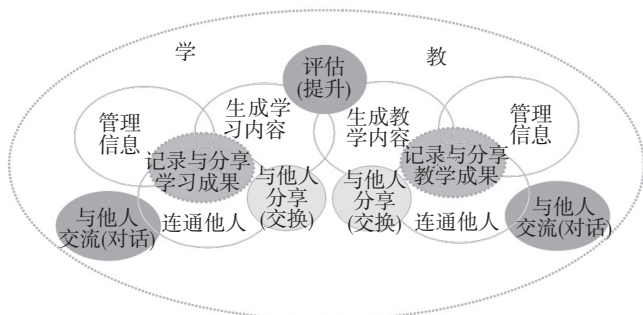 学
教
评估
(提升)
管理
信息
生成学
习内容
生成教
学内容
管理
信息
记录与分享
学习成果
记录与分享
教学成果
与他人
分享
(交换)
与他人
分享
(交换)
与他人
交流(对话)
连通他人
连通他人
与他人
交流(对话)